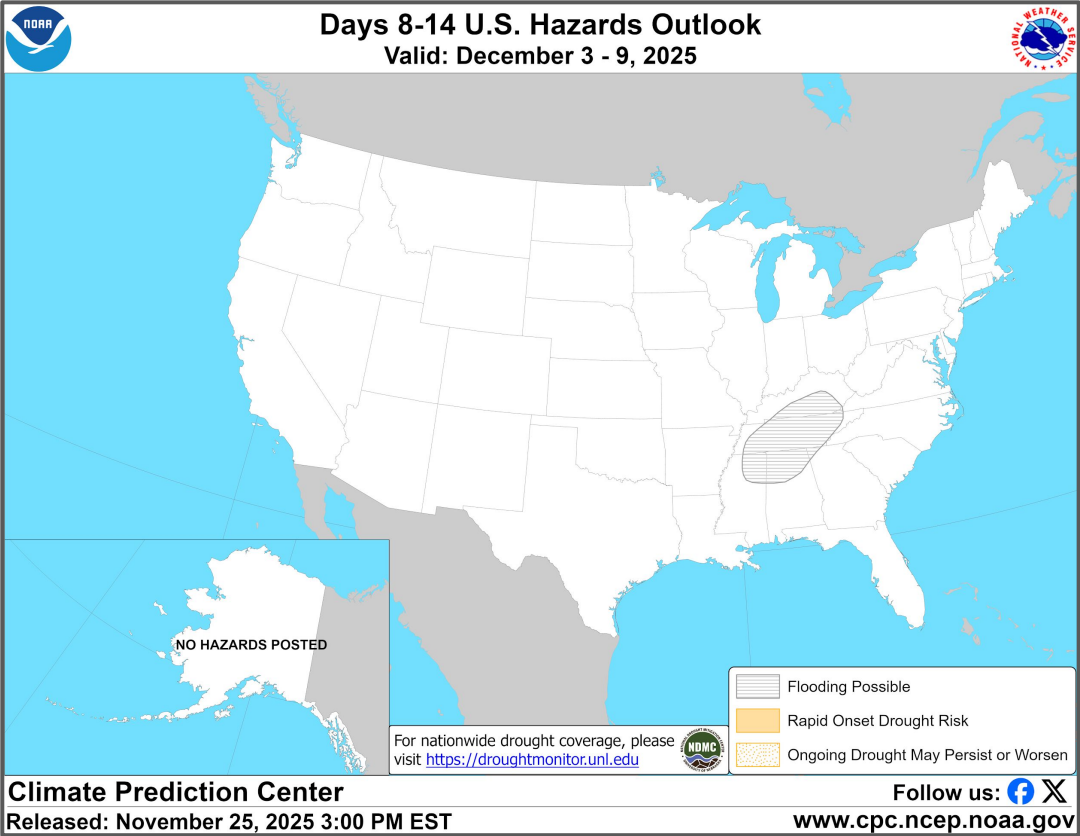 NOAA
Days 8-14 U.S. Hazards Outlook
Valid: December 3 - 9, 2025
NATIONAL WEATHER SERVICE
NO HAZARDS POSTED
Flooding Possible
Rapid Onset Drought Risk
Ongoing Drought May Persist or Worsen
For nationwide drought coverage, please
visit https://droughtmonitor.unl.edu
NDMC
Climate Prediction Center
Released: November 25, 2025 3:00 PM EST
Follow us:
www.cpc.ncep.noaa.gov